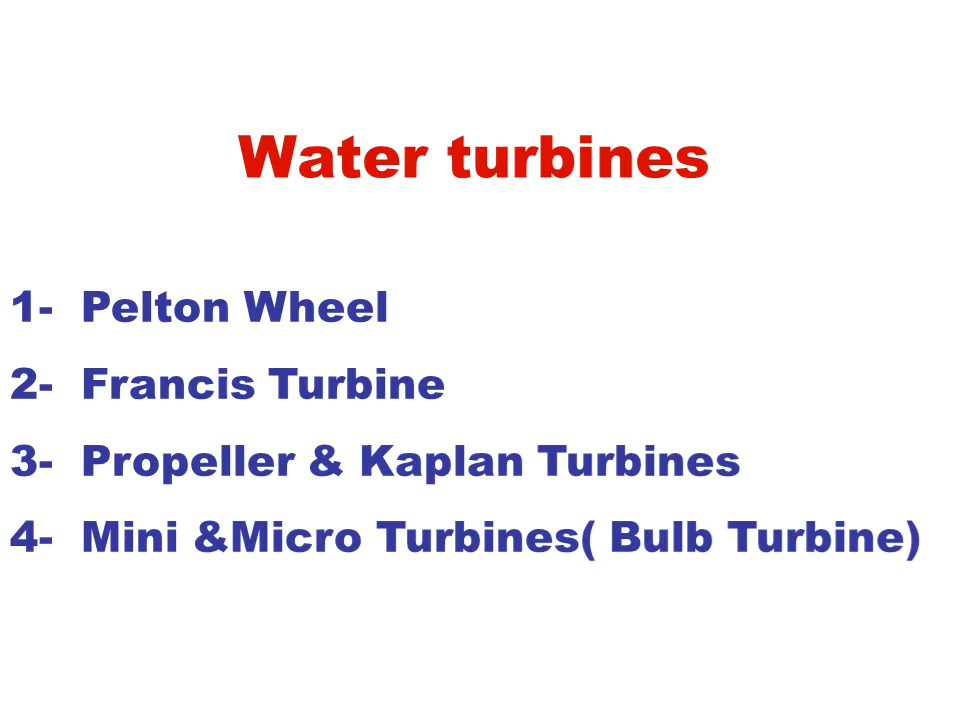 Water turbines
1- Pelton Wheel
2- Francis Turbine
3- Propeller & Kaplan Turbines
4- Mini &Micro Turbines( Bulb Turbine)